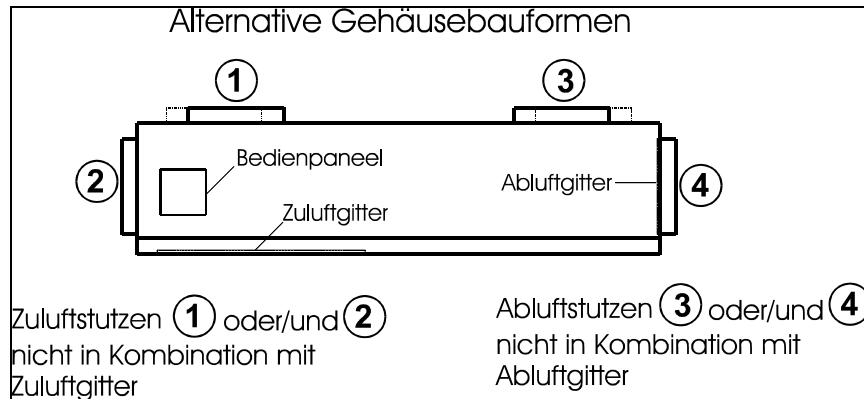 Alternative Gehäusebauformen
1
3
2
Bedienpaneel
Abluftgitter
4
Zuluftgitter
Zuluftstutzen 1 oder/und 2
nicht in Kombination mit
Zuluftgitter
Abluftstutzen 3 oder/und 4
nicht in Kombination mit
Abluftgitter